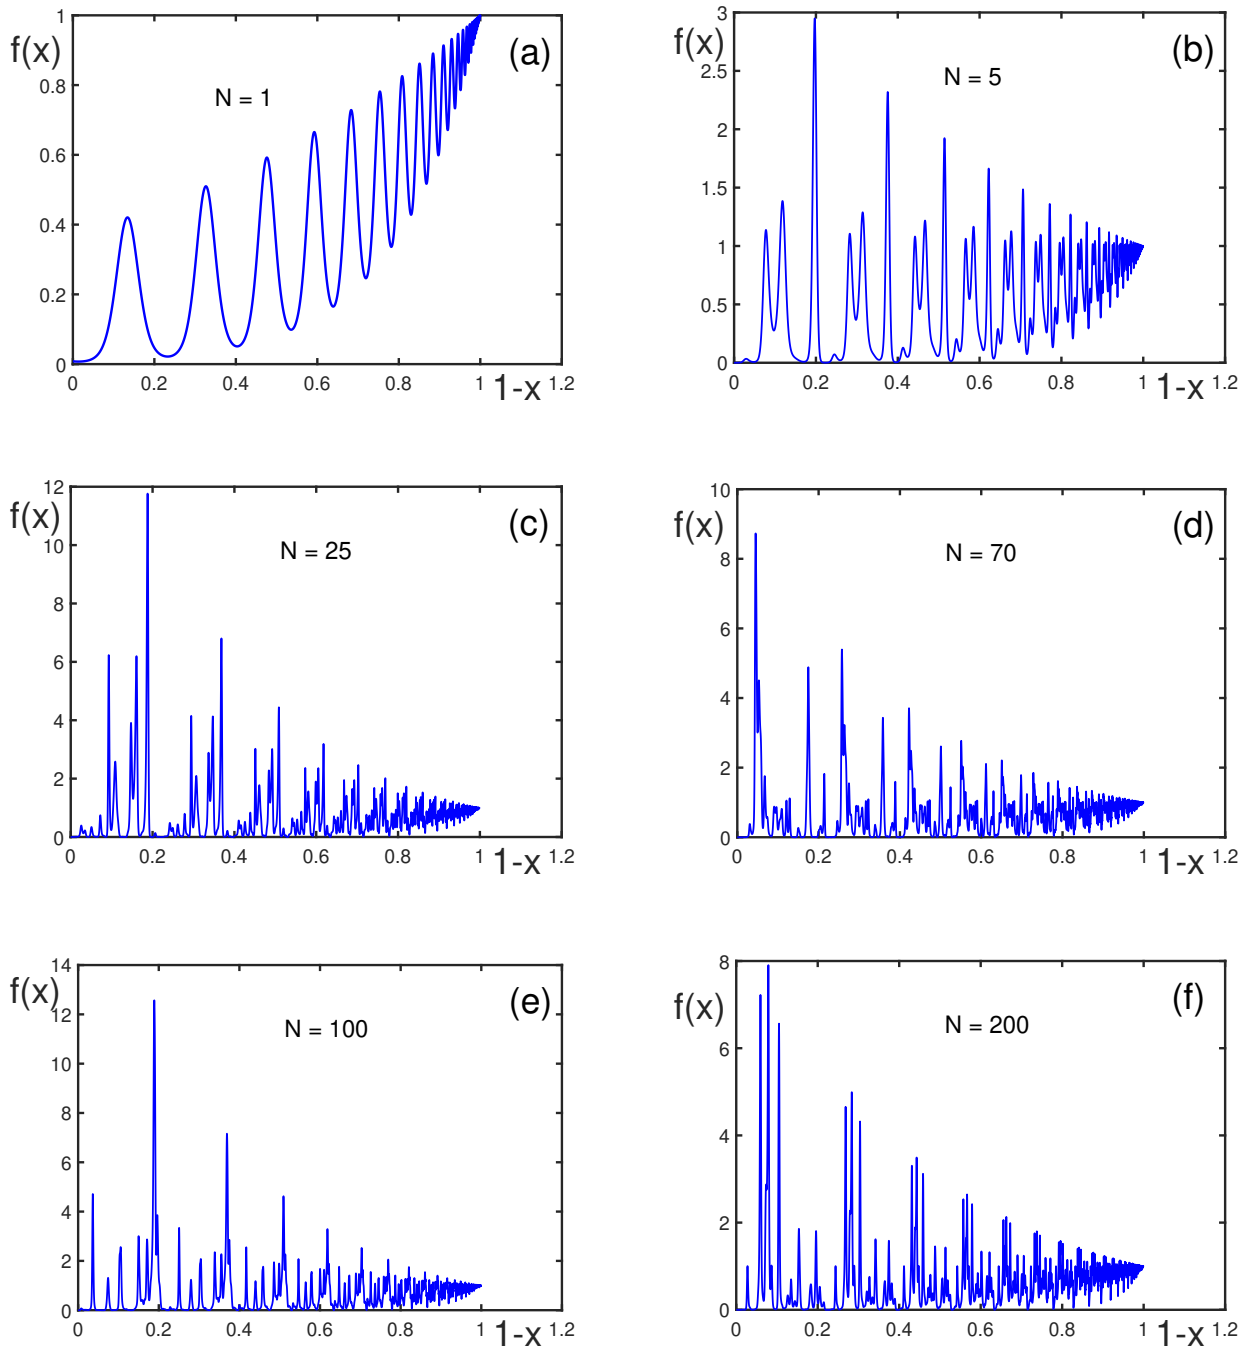 1
f(x)
(a)
0.8
N = 1
0.6
0.4
0.2
0
0 0.2 0.4 0.6 0.8 1 1-x 1.2
3
f(x)
(b)
2.5
N = 5
2
1.5
1
0.5
0
0 0.2 0.4 0.6 0.8 1 1-x 1.2
12
f(x)
(c)
10
N = 25
8
6
4
2
0
0 0.2 0.4 0.6 0.8 1 1-x 1.2
10
f(x)
(d)
N = 70
8
6
4
2
0
0 0.2 0.4 0.6 0.8 1 1-x 1.2
14
f(x)
(e)
12
N = 100
10
8
6
4
2
0
0 0.2 0.4 0.6 0.8 1 1-x 1.2
8
f(x)
(f)
N = 200
6
4
2
0
0 0.2 0.4 0.6 0.8 1 1-x 1.2